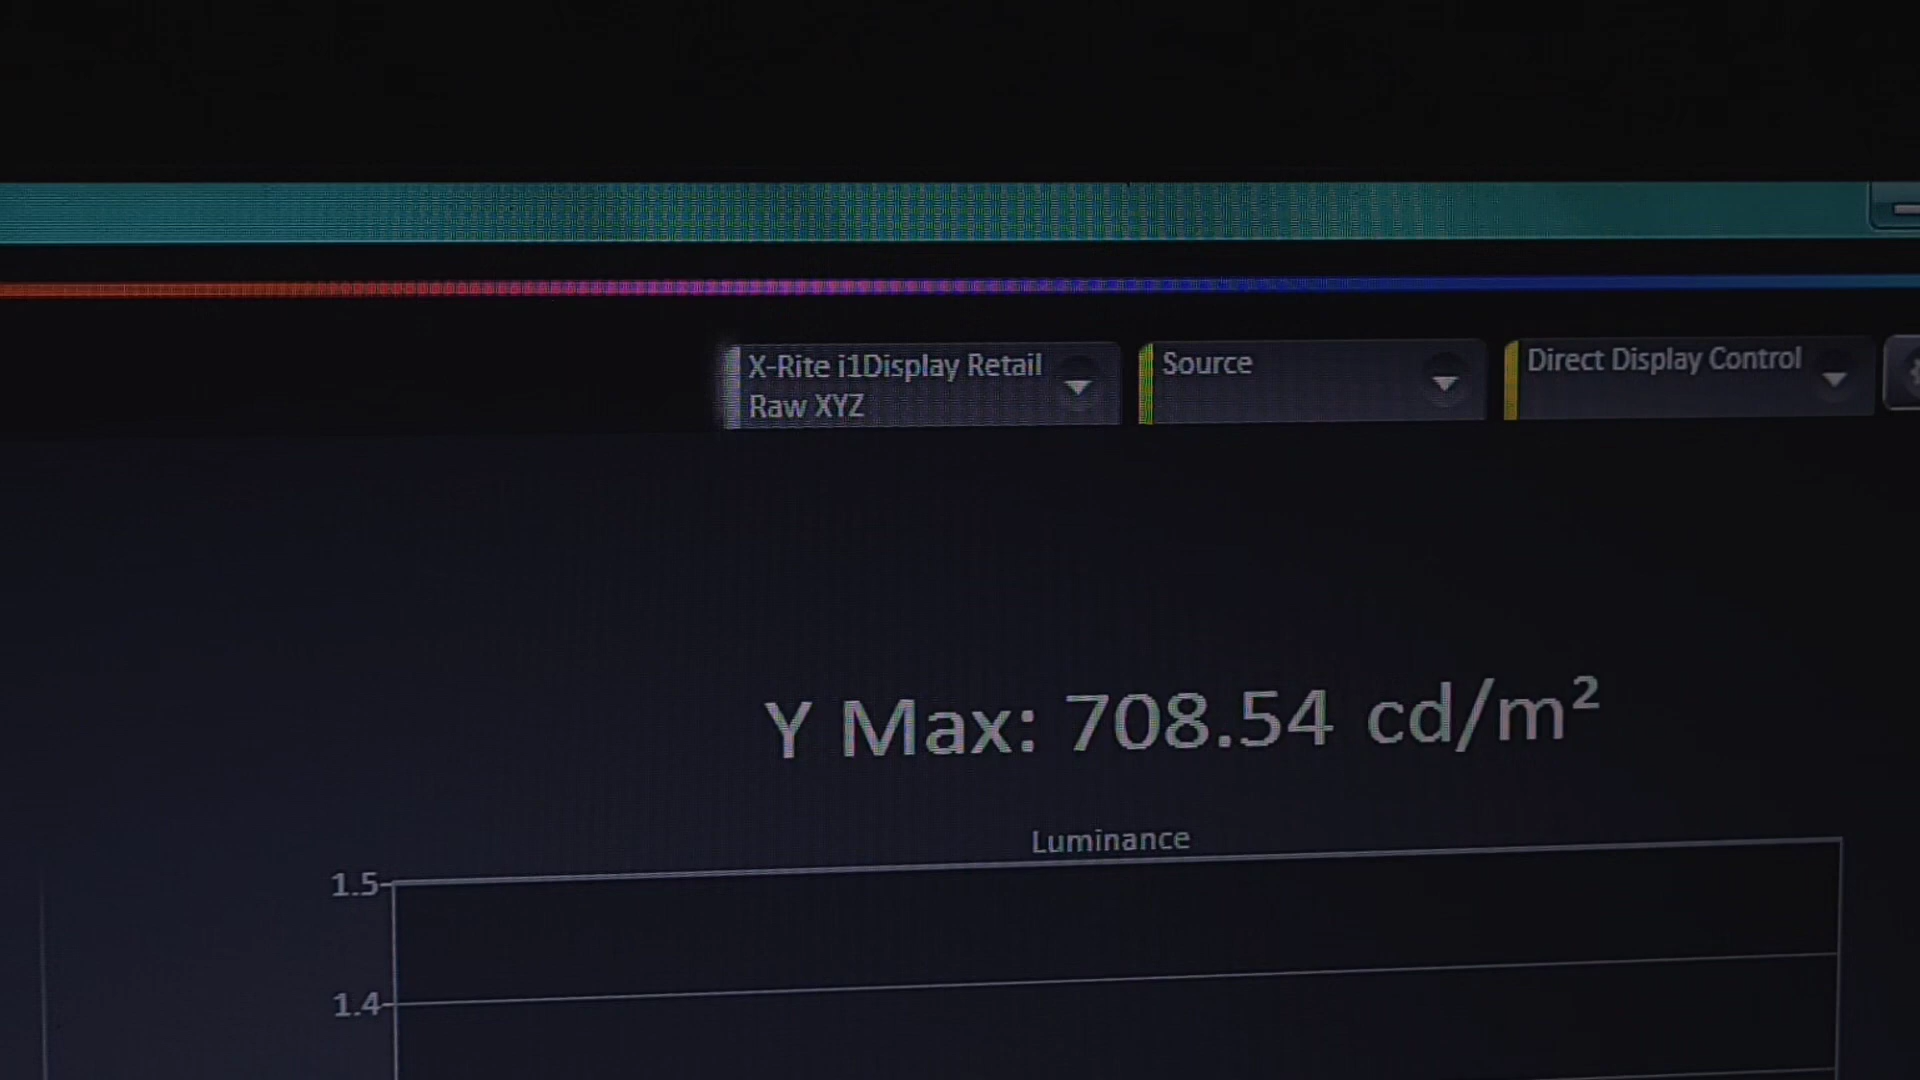 X-Rite i1Display Retail
Raw XYZ
Source
Direct Display Control
Y Max: 708.54 cd/m²
Luminance
1.5
1.4